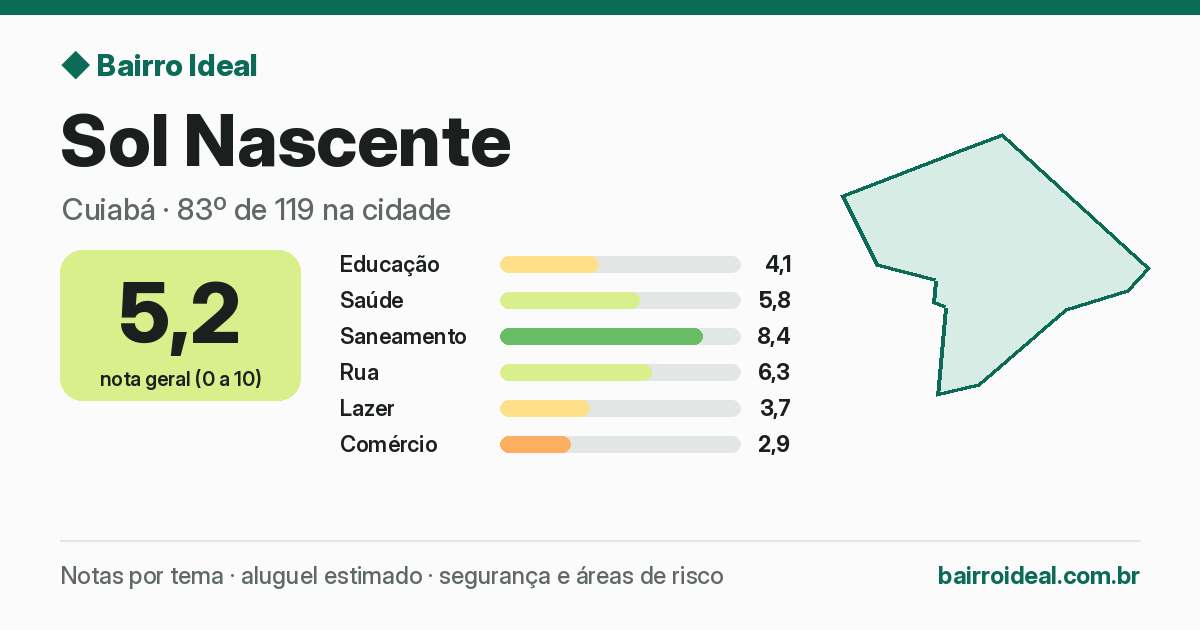 Bairro Ideal
Sol Nascente
Cuiabá · 83º de 119 na cidade
5,2
nota geral (0 a 10)
Educação 4,1
Saúde 5,8
Saneamento 8,4
Rua 6,3
Lazer 3,7
Comércio 2,9
Notas por tema · aluguel estimado · segurança e áreas de risco
bairroideal.com.br